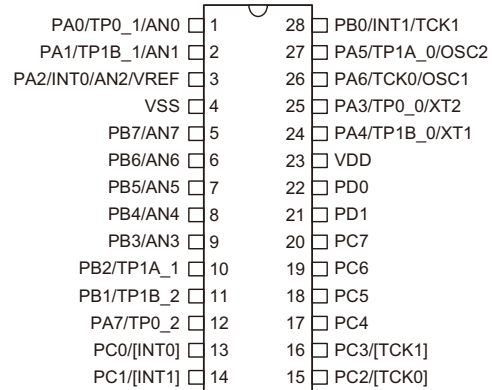 PA0/TP0_1/AN0 1 28 PB0/INT1/TCK1
PA1/TP1B_1/AN1 2 27 PA5/TP1A_0/OSC2
PA2/INT0/AN2/VREF 3 26 PA6/TCK0/OSC1
VSS 4 25 PA3/TP0_0/XT2
PB7/AN7 5 24 PA4/TP1B_0/XT1
PB6/AN6 6 23 VDD
PB5/AN5 7 22 PD0
PB4/AN4 8 21 PD1
PB3/AN3 9 20 PC7
PB2/TP1A_1 10 19 PC6
PB1/TP1B_2 11 18 PC5
PA7/TP0_2 12 17 PC4
PC0/[INT0] 13 16 PC3/[TCK1]
PC1/[INT1] 14 15 PC2/[TCK0]